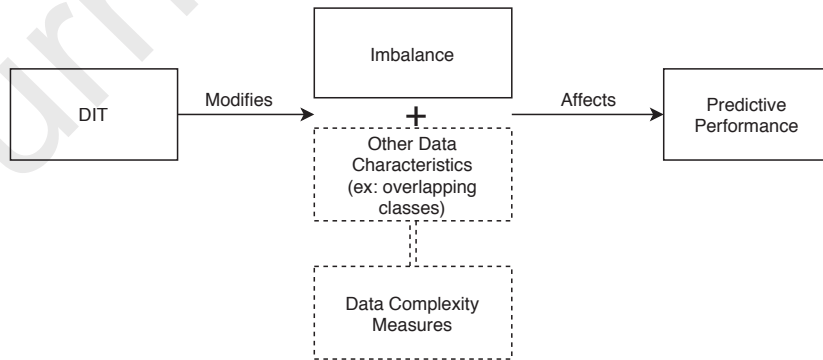 Imbalance
DIT
Modifies
+
Affects
Predictive
Performance
Other Data
Characteristics
(ex: overlapping
classes)
Data Complexity
Measures